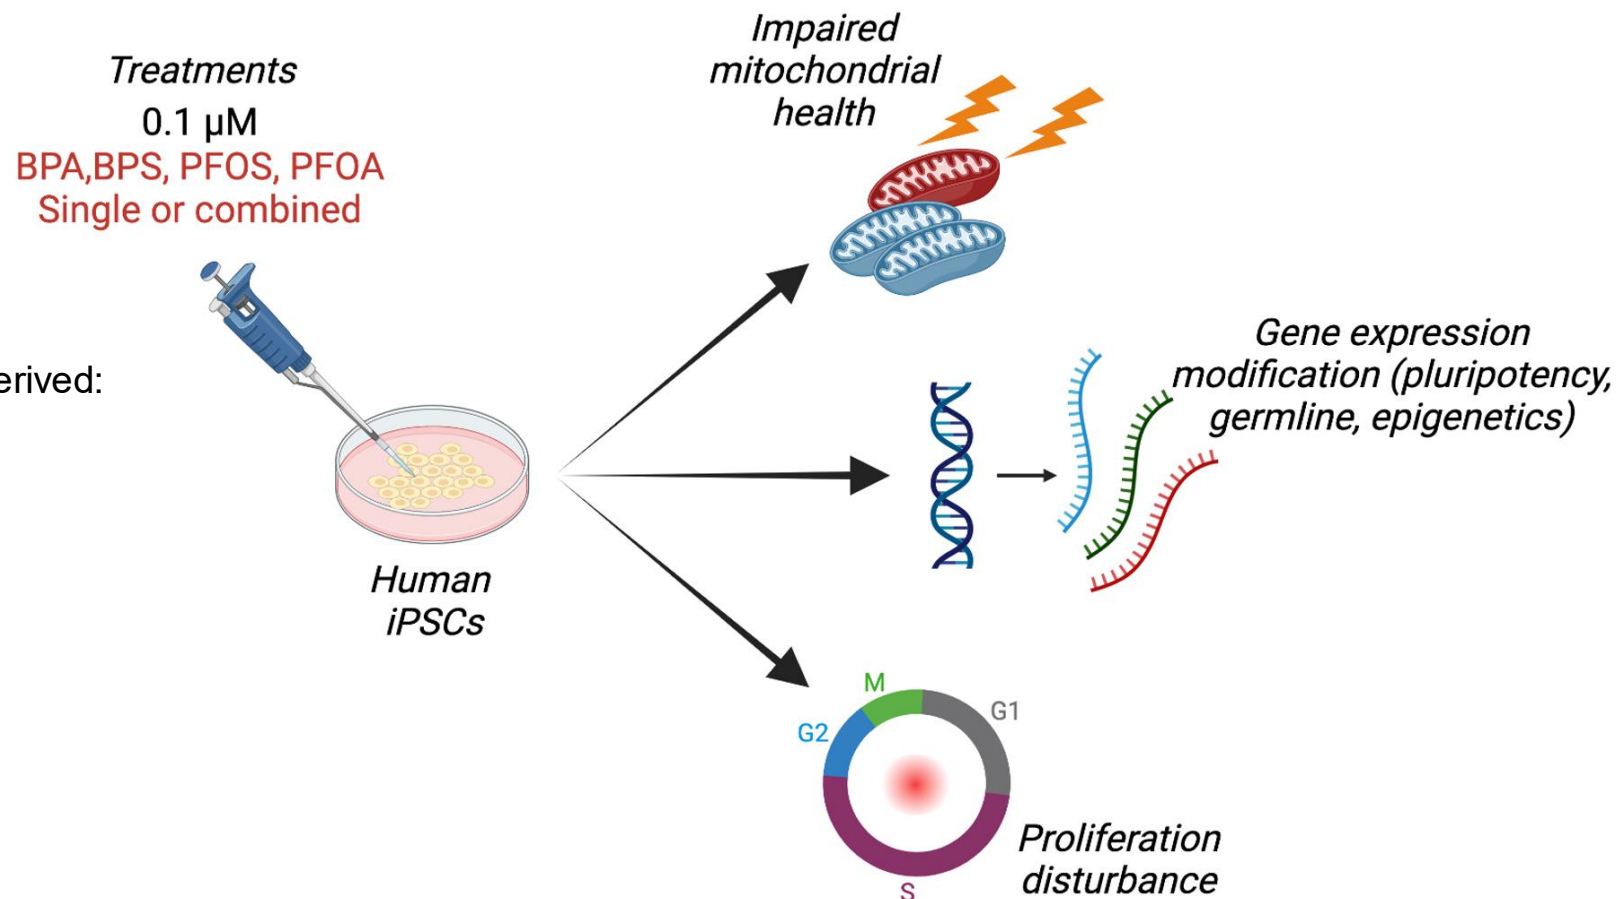 Treatments
0.1 µM
BPA,BPS, PFOS, PFOA
Single or combined
erived:
Human
iPSCs
Impaired
mitochondrial
health
Gene expression
modification (pluripotency,
germline, epigenetics)
M
G1
G2
S
Proliferation
disturbance